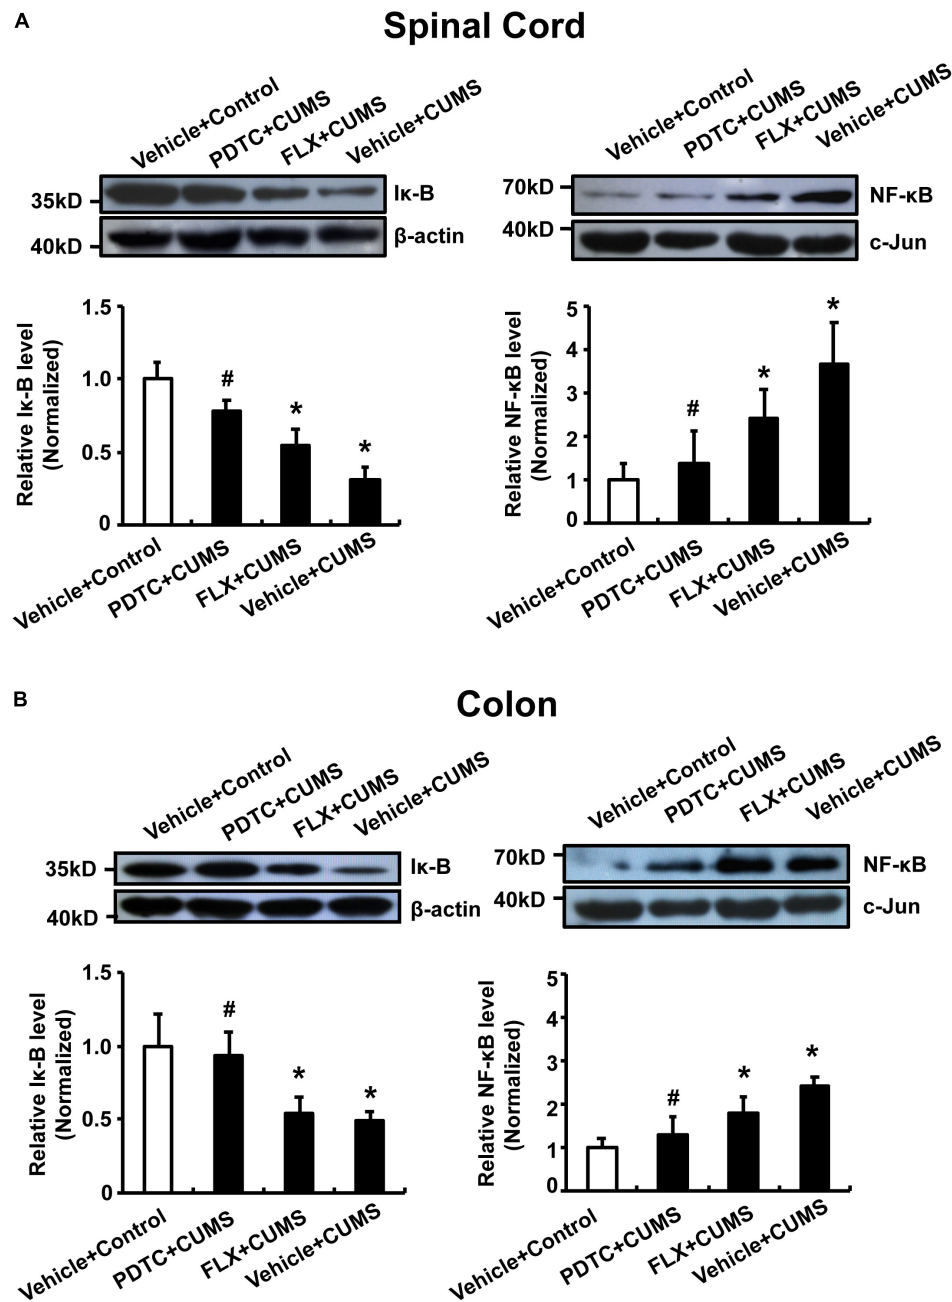 A
Spinal Cord
Vehicle+Control
PDTC+CUMS
FLX+CUMS
Vehicle+CUMS
35kD
Iκ-B
40kD
β-actin
Vehicle+Control
PDTC+CUMS
FLX+CUMS
Vehicle+CUMS
70kD
NF-κB
40kD
c-Jun
Relative Iκ-B level
(Normalized)
1.5
1.0
0.5
0
#
*
*
Vehicle+Control
PDTC+CUMS
FLX+CUMS
Vehicle+CUMS
Relative NF-κB level
(Normalized)
5
4
3
2
1
0
#
*
*
Vehicle+Control
PDTC+CUMS
FLX+CUMS
Vehicle+CUMS
B
Colon
Vehicle+Control
PDTC+CUMS
FLX+CUMS
Vehicle+CUMS
35kD
Iκ-B
40kD
β-actin
Vehicle+Control
PDTC+CUMS
FLX+CUMS
Vehicle+CUMS
70kD
NF-κB
40kD
c-Jun
Relative Iκ-B level
(Normalized)
1.5
1.0
0.5
0
#
*
*
Vehicle+Control
PDTC+CUMS
FLX+CUMS
Vehicle+CUMS
Relative NF-κB level
(Normalized)
5
4
3
2
1
0
#
*
*
Vehicle+Control
PDTC+CUMS
FLX+CUMS
Vehicle+CUMS